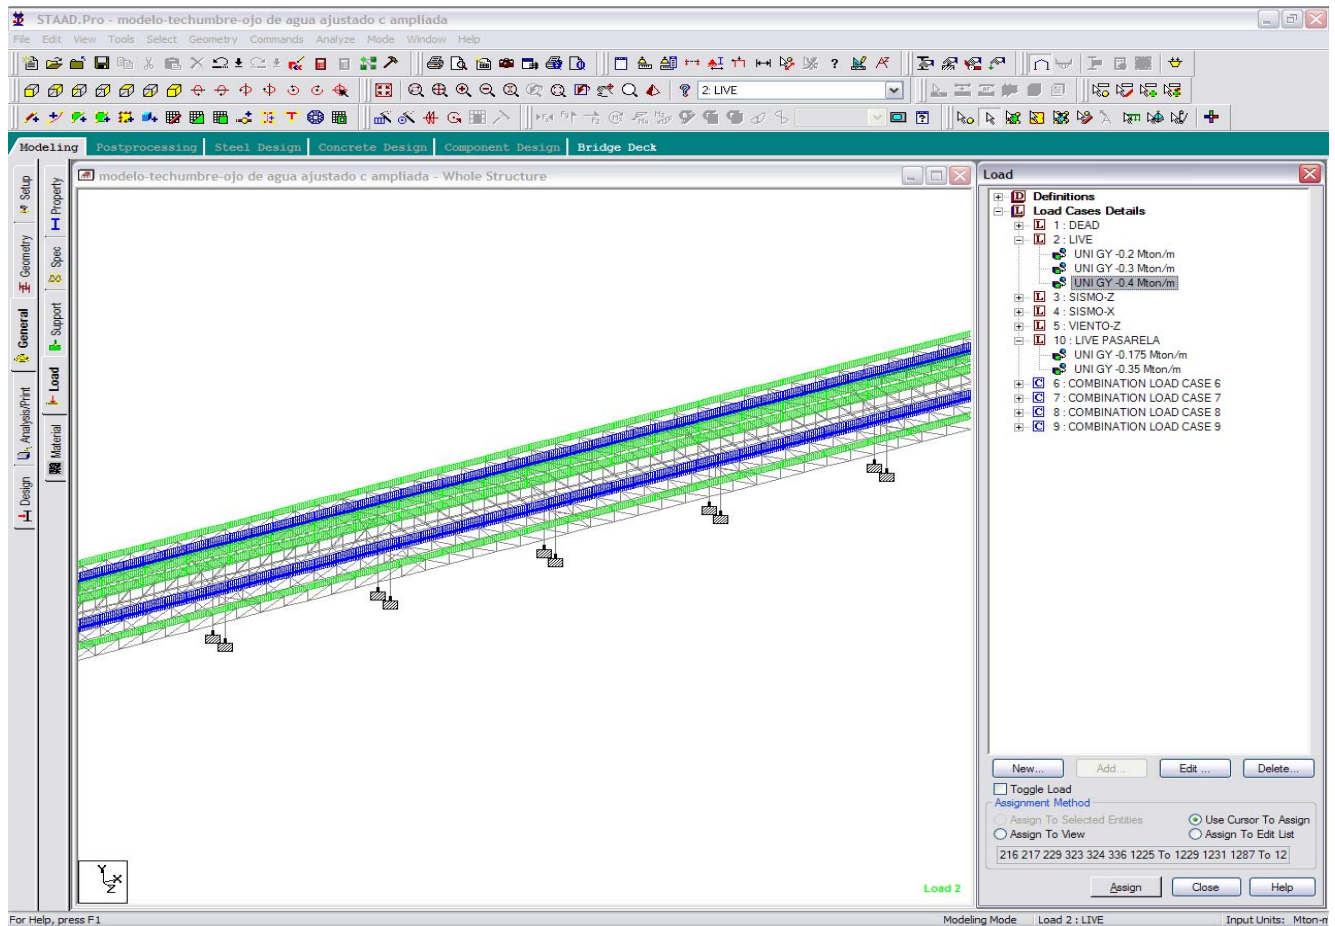 STAAD.Pro - modelo-techumbre-ojo de agua ajustado c ampliada
File Edit View Tools Select Geometry Commands Analyze Mode Window Help
2: LIVE
Modeling Postprocessing Steel Design Concrete Design Component Design Bridge Deck
Setup
Geometry
General
Analysis/Print
Design
Property
Spec
Support
Load
Material
modelo-techumbre-ojo de agua ajustado c ampliada - Whole Structure
Load
Definitions
Load Cases Details
1 : DEAD
2 : LIVE
UNI GY -0.2 Mton/m
UNI GY -0.3 Mton/m
UNI GY -0.4 Mton/m
3 : SISMO-Z
4 : SISMO-X
5 : VIENTO-Z
10 : LIVE PASARELA
UNI GY -0.175 Mton/m
UNI GY -0.35 Mton/m
6 : COMBINATION LOAD CASE 6
7 : COMBINATION LOAD CASE 7
8 : COMBINATION LOAD CASE 8
9 : COMBINATION LOAD CASE 9
New... Add... Edit ... Delete...
Toggle Load
Assignment Method
Assign To Selected Entities Use Cursor To Assign
Assign To View Assign To Edit List
216 217 229 323 324 336 1225 To 1229 1231 1287 To 12
Assign Close Help
Y
X
Z
Load 2
For Help, press F1 Modeling Mode Load 2 : LIVE Input Units: Mton-m